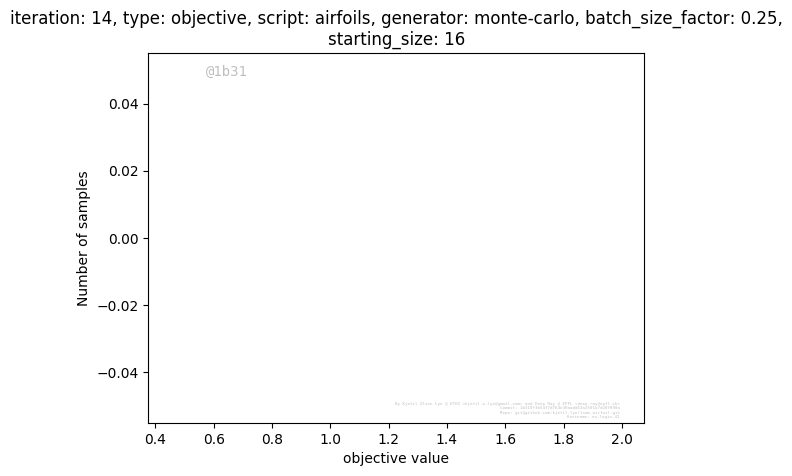 iteration: 14, type: objective, script: airfoils, generator: monte-carlo, batch_size_factor: 0.25,
starting_size: 16
@1b31
0.04
0.02
0.00
−0.02
−0.04
Number of samples
0.4 0.6 0.8 1.0 1.2 1.4 1.6 1.8 2.0
objective value